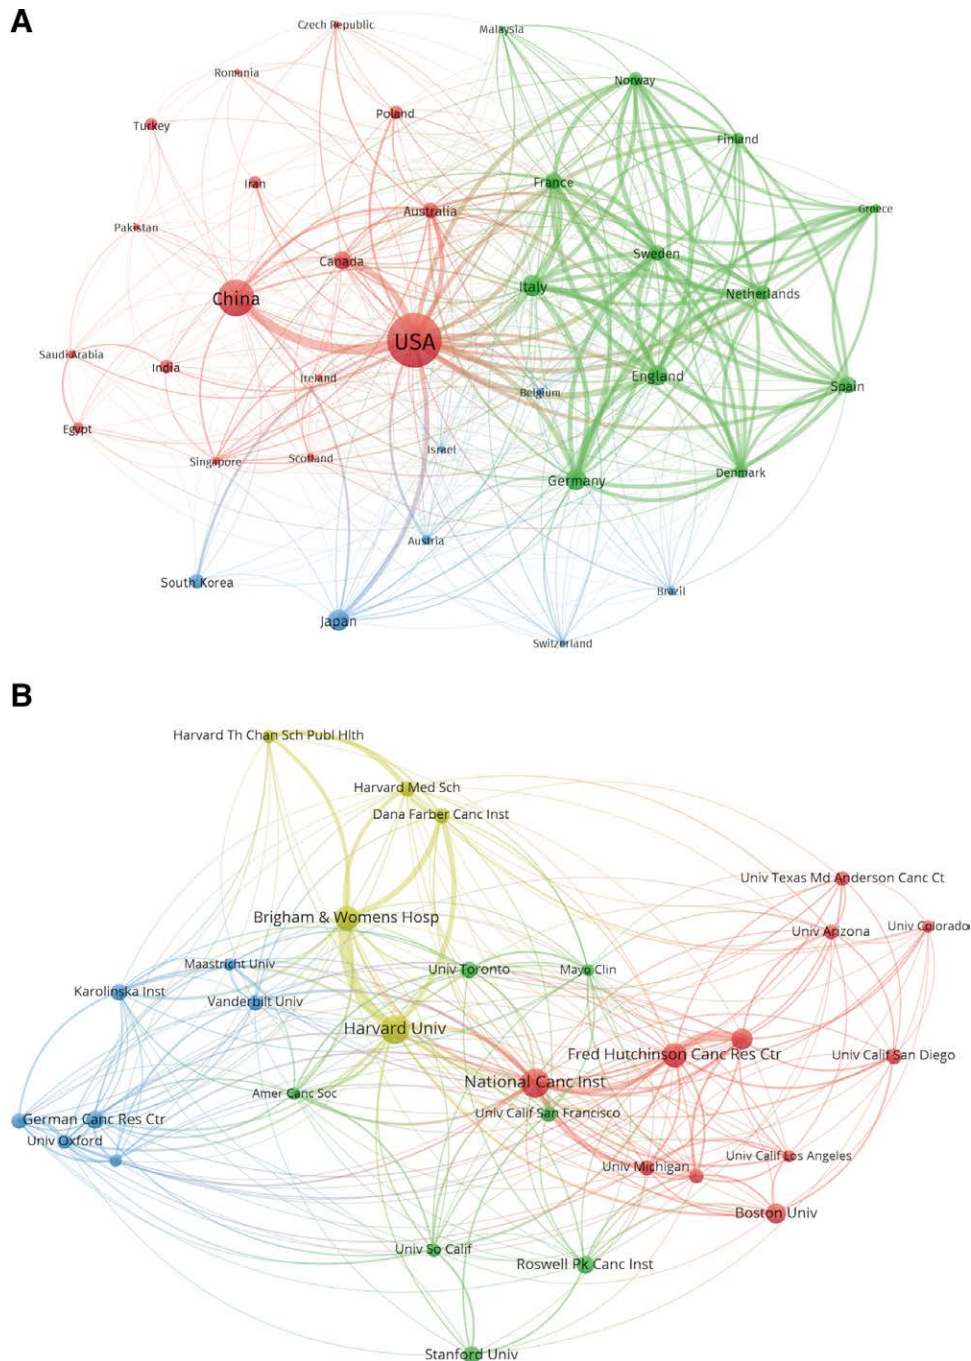 A
Czech Republic
Malaysia
Romania
Norway
Poland
Turkey
Finland
Iran
France
Australia
Greece
Pakistan
Canada
Sweden
Italy
Netherlands
China
USA
Saudi Arabia
India
Ireland
England
Spain
Belgium
Egypt
Israel
Singapore
Scotland
Denmark
Germany
Austria
South Korea
Brazil
Japan
Switzerland
B
Harvard Th Chan Sch Publ Hlth
Harvard Med Sch
Dana Farber Canc Inst
Univ Texas Md Anderson Canc Ct
Brigham & Womens Hosp
Univ Arizona
Univ Colorado
Maastricht Univ
Univ Toronto
Mayo Clin
Karolinska Inst
Vanderbilt Univ
Harvard Univ
Fred Hutchinson Canc Res Ctr
Univ Calif San Diego
National Canc Inst
Amer Canc Soc
Univ Calif San Francisco
German Canc Res Ctr
Univ Oxford
Univ Calif Los Angeles
Univ Michigan
Boston Univ
Univ So Calif
Roswell Pk Canc Inst
Stanford Univ